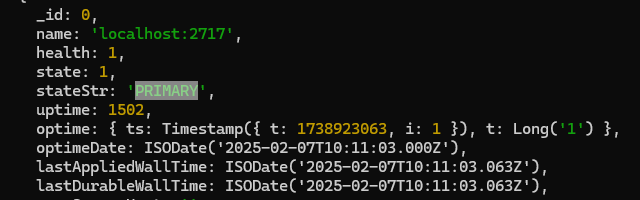 _id: 0,
name: 'localhost:2717',
health: 1,
state: 1,
stateStr: 'PRIMARY',
uptime: 1502,
optime: { ts: Timestamp({ t: 1738923063, i: 1 }), t: Long('1') },
optimeDate: ISODate('2025-02-07T10:11:03.000Z'),
lastAppliedWallTime: ISODate('2025-02-07T10:11:03.063Z'),
lastDurableWallTime: ISODate('2025-02-07T10:11:03.063Z'),